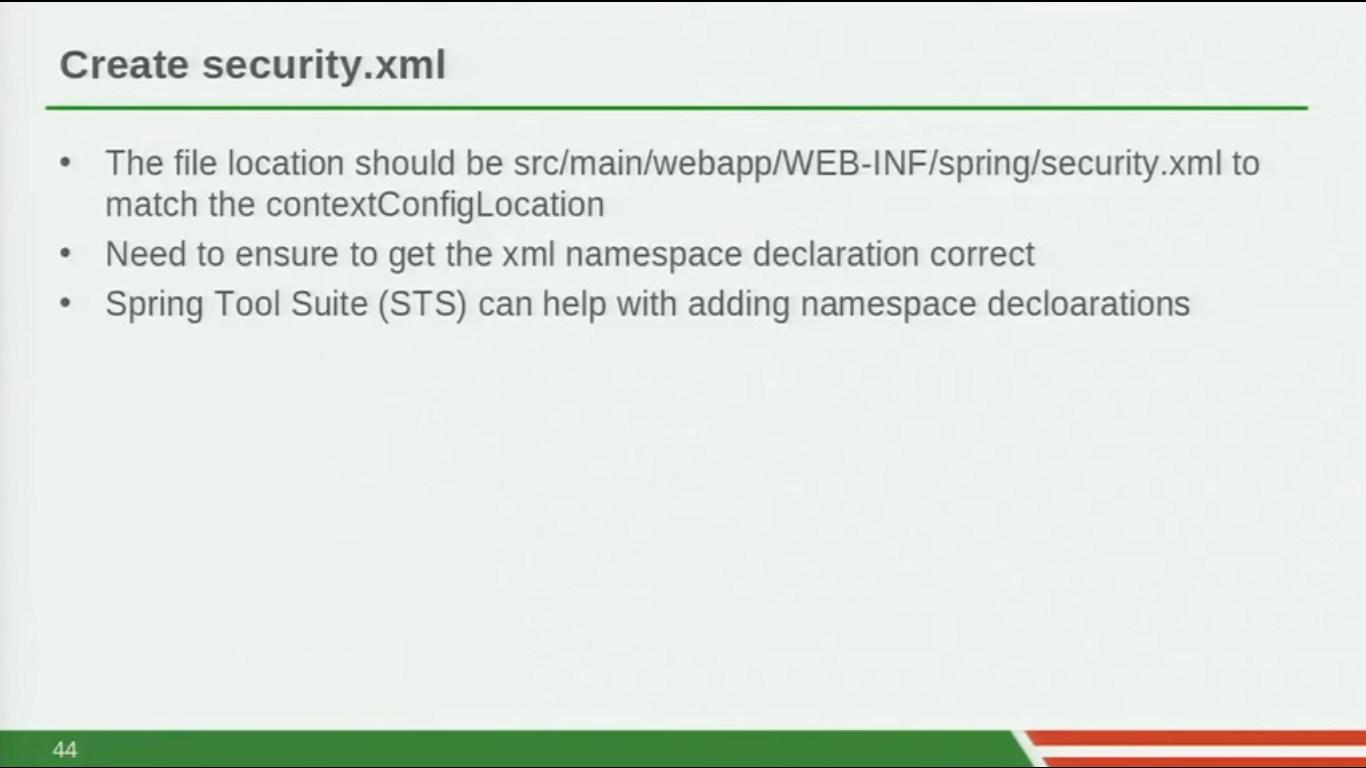 Create security.xml
• The file location should be src/main/webapp/WEB-INF/spring/security.xml to
match the contextConfigLocation
• Need to ensure to get the xml namespace declaration correct
• Spring Tool Suite (STS) can help with adding namespace decloarations
44